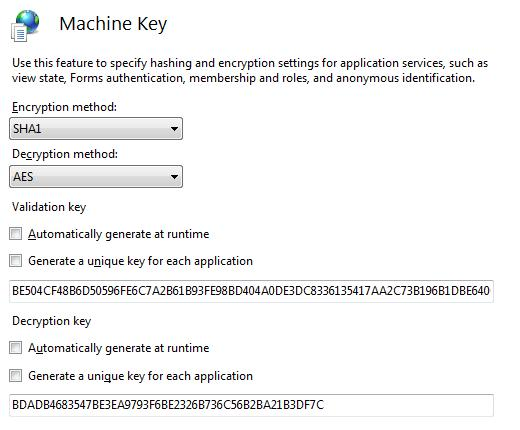 Machine Key
Use this feature to specify hashing and encryption settings for application services, such as
view state, Forms authentication, membership and roles, and anonymous identification.
Encryption method:
SHA1
Decryption method:
AES
Validation key
Automatically generate at runtime
Generate a unique key for each application
BE504CF48B6D50596FE6C7A2B61B93FE98BD404A0DE3DC8336135417AA2C73B196B1DBE640
Decryption key
Automatically generate at runtime
Generate a unique key for each application
BDADB4683547BE3EA9793F6BE2326B736C56B2BA21B3DF7C